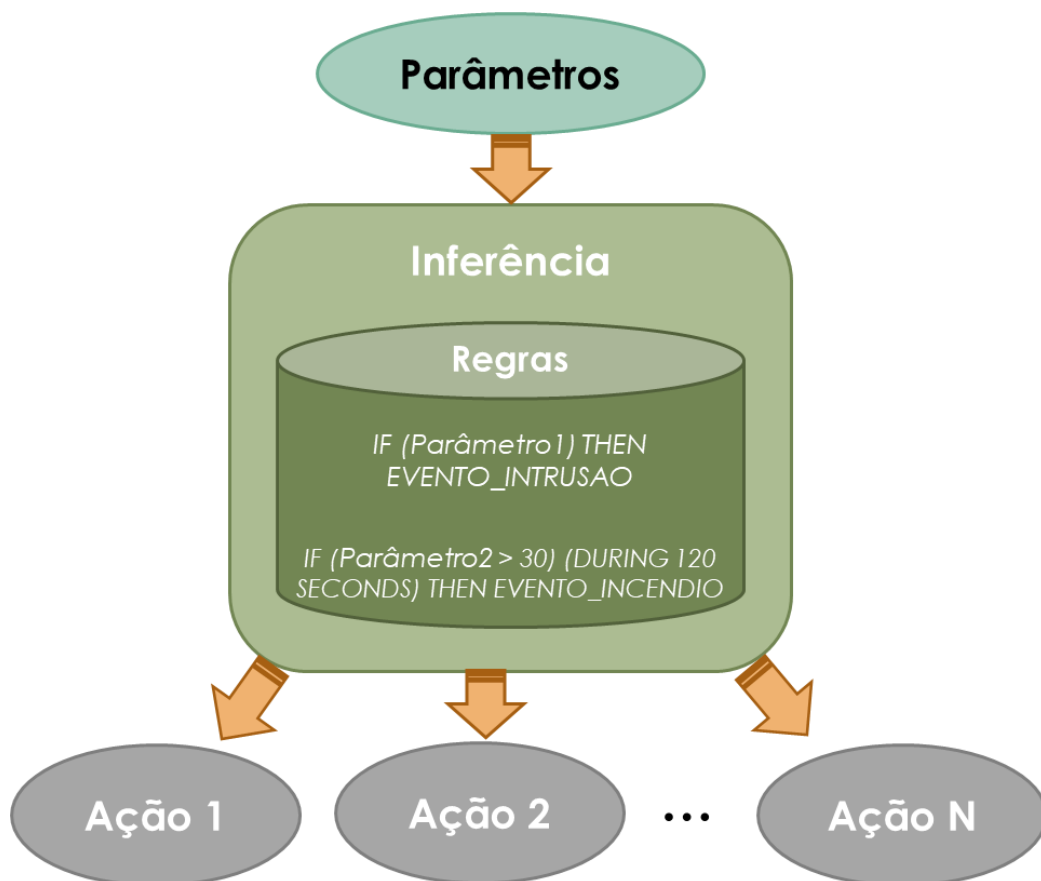 Parâmetros
Inferência
Regras
IF (Parâmetro1) THEN
EVENTO_INTRUSAO
IF (Parâmetro2 > 30) (DURING 120
SECONDS) THEN EVENTO_INCENDIO
Ação 1
Ação 2
...
Ação N